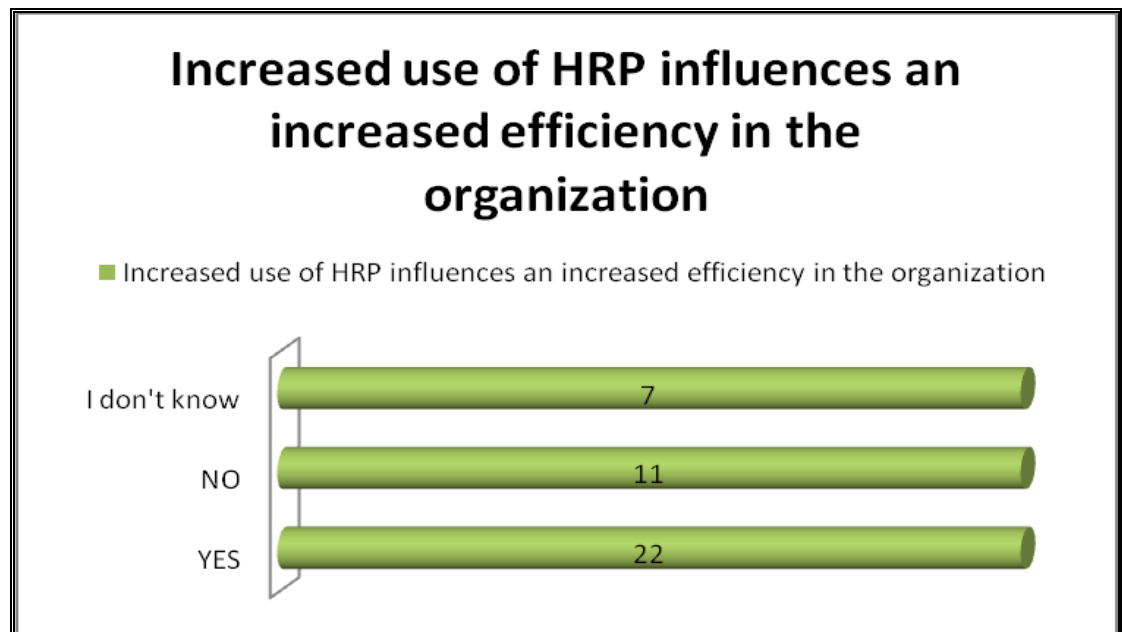 Increased use of HRP influences an
increased efficiency in the
organization
Increased use of HRP influences an increased efficiency in the organization
I don't know
7
NO
11
YES
22